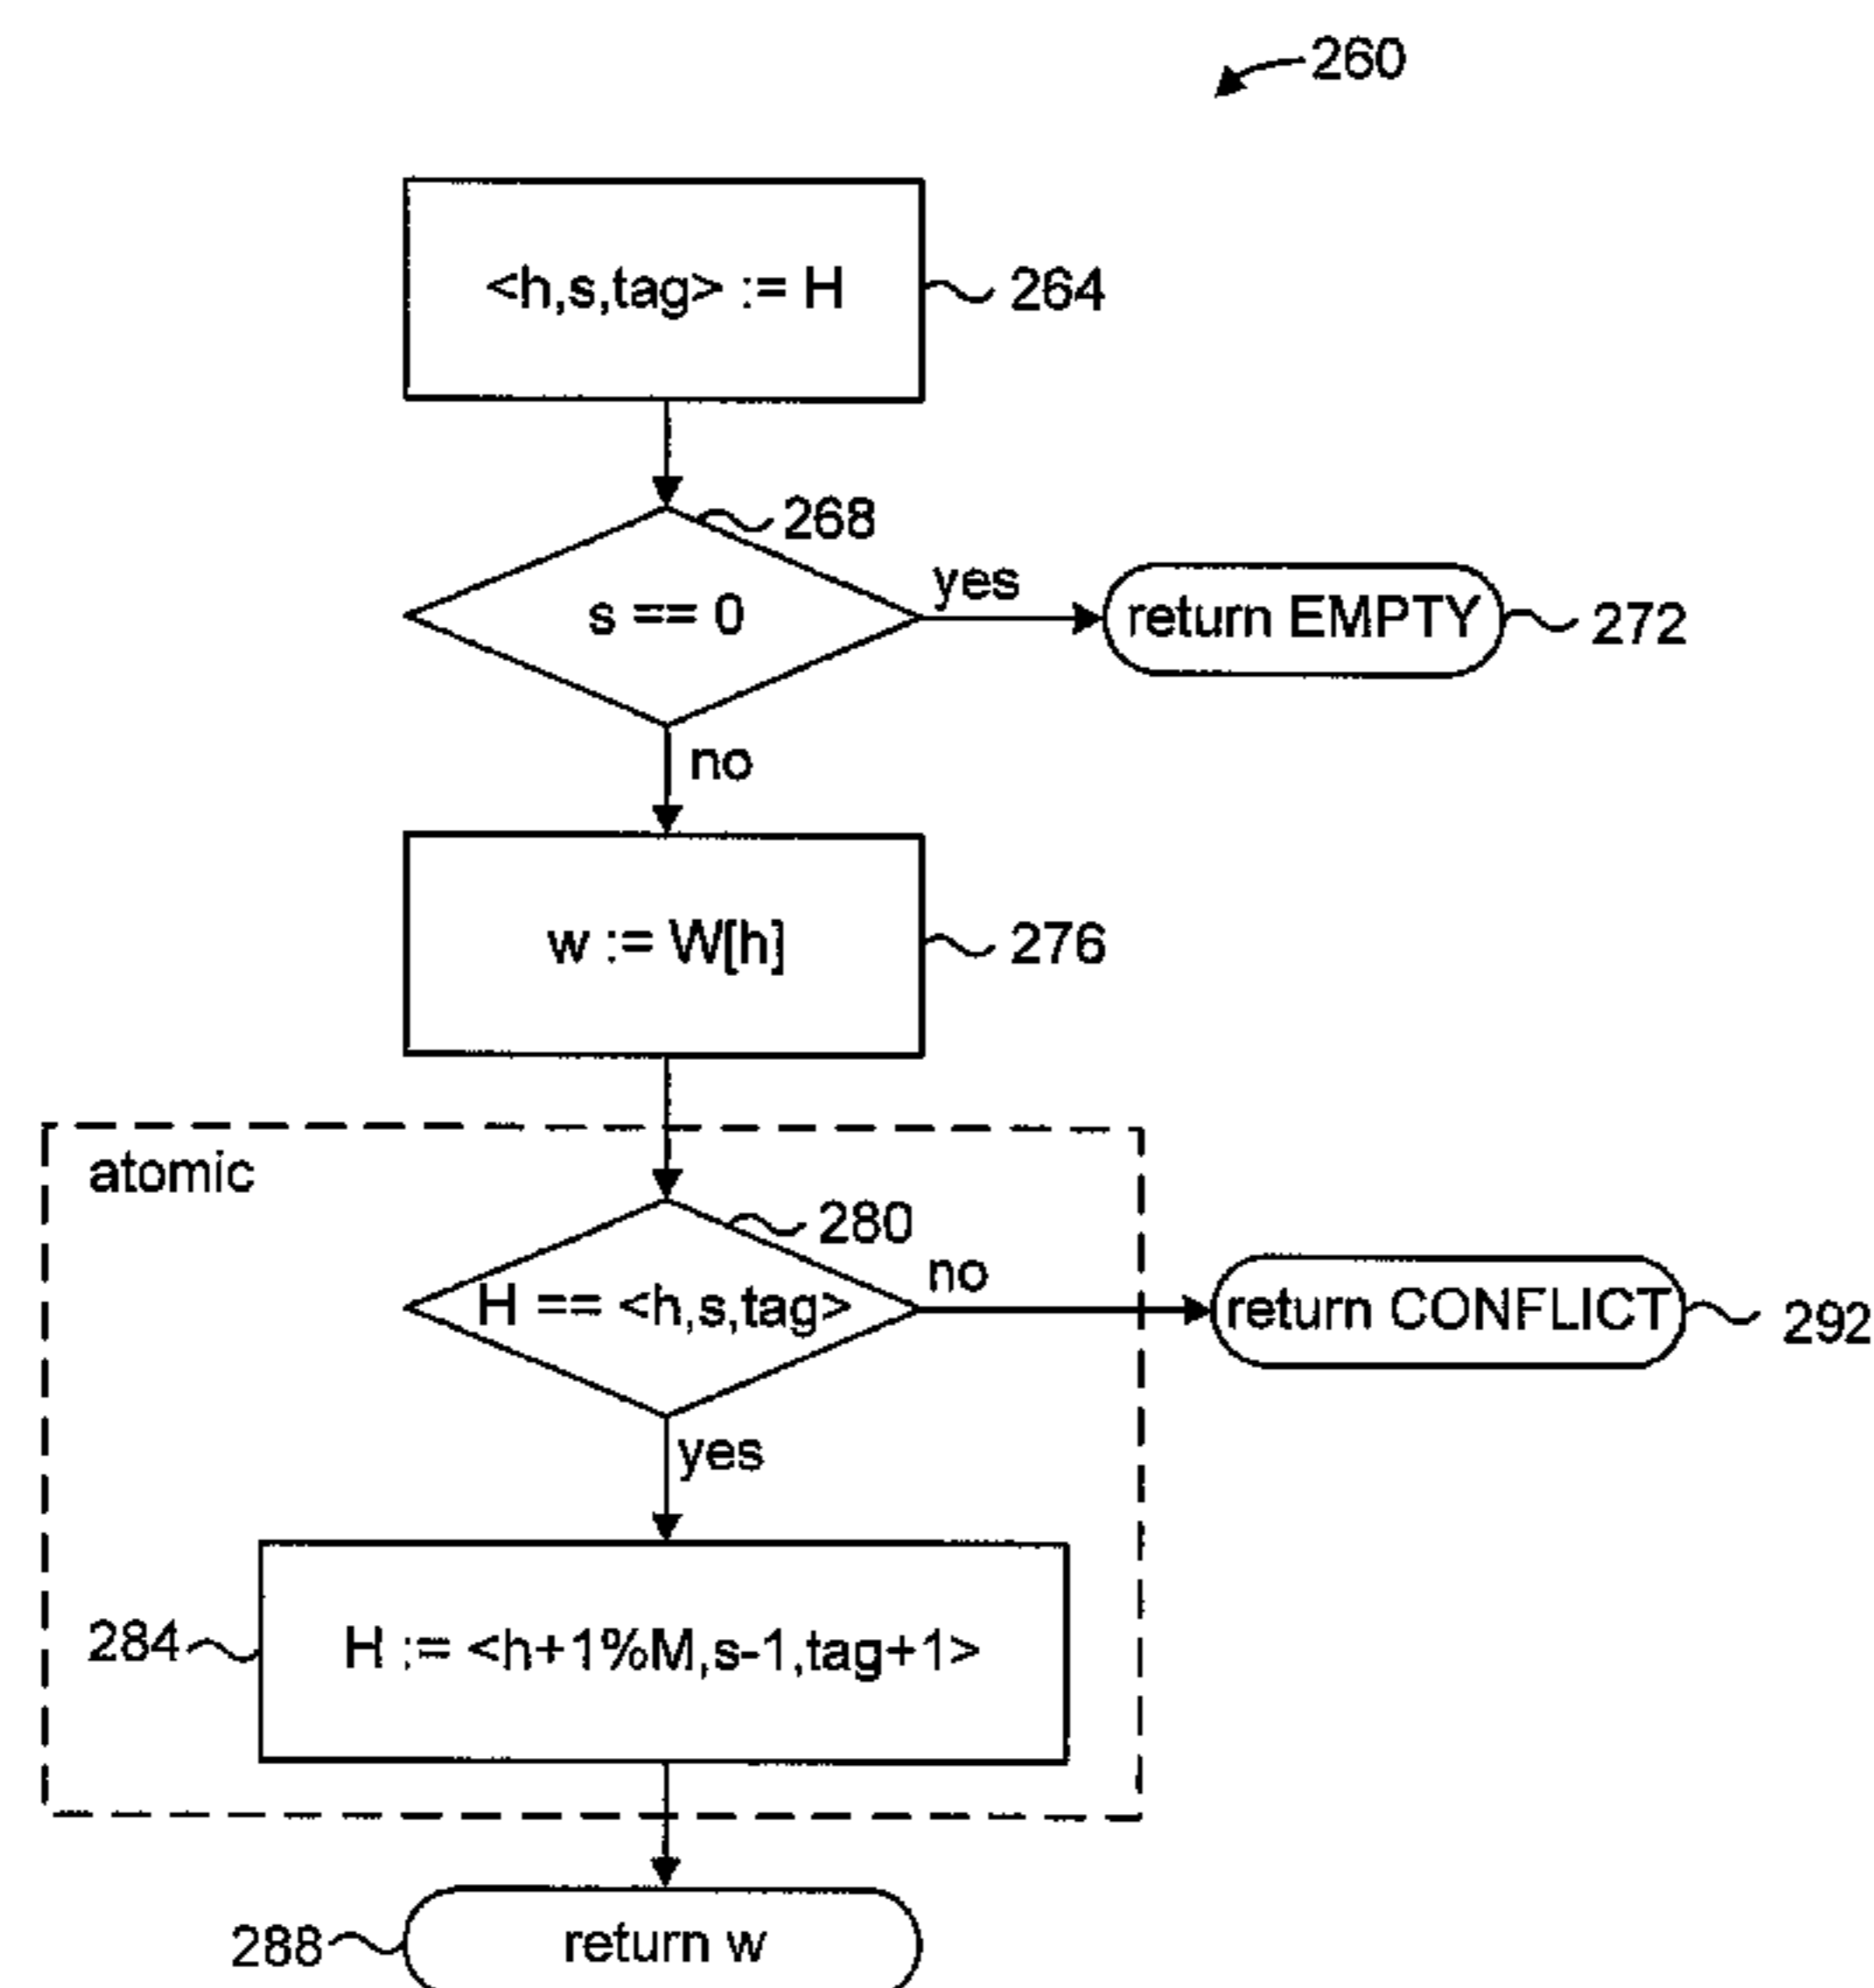 260
<h,s,tag> := H
264
268
s == 0
yes
return EMPTY
272
no
w := W[h]
276
atomic
280
H == <h,s,tag>
no
return CONFLICT
292
yes
284
H := <h+1%M,s-1,tag+1>
288
return w